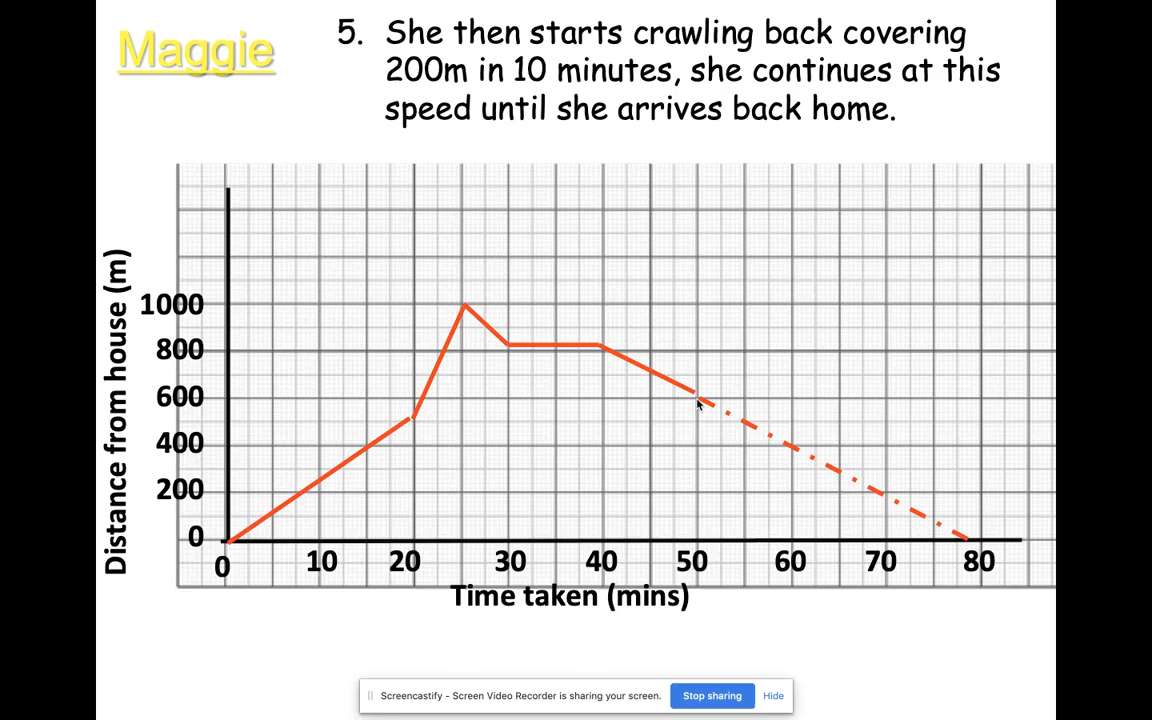 Maggie
5. She then starts crawling back covering
200m in 10 minutes, she continues at this
speed until she arrives back home.
Distance from house (m)
1000
800
600
400
200
0
0 10 20 30 40 50 60 70 80
Time taken (mins)
Screencastify - Screen Video Recorder is sharing your screen. Stop sharing Hide